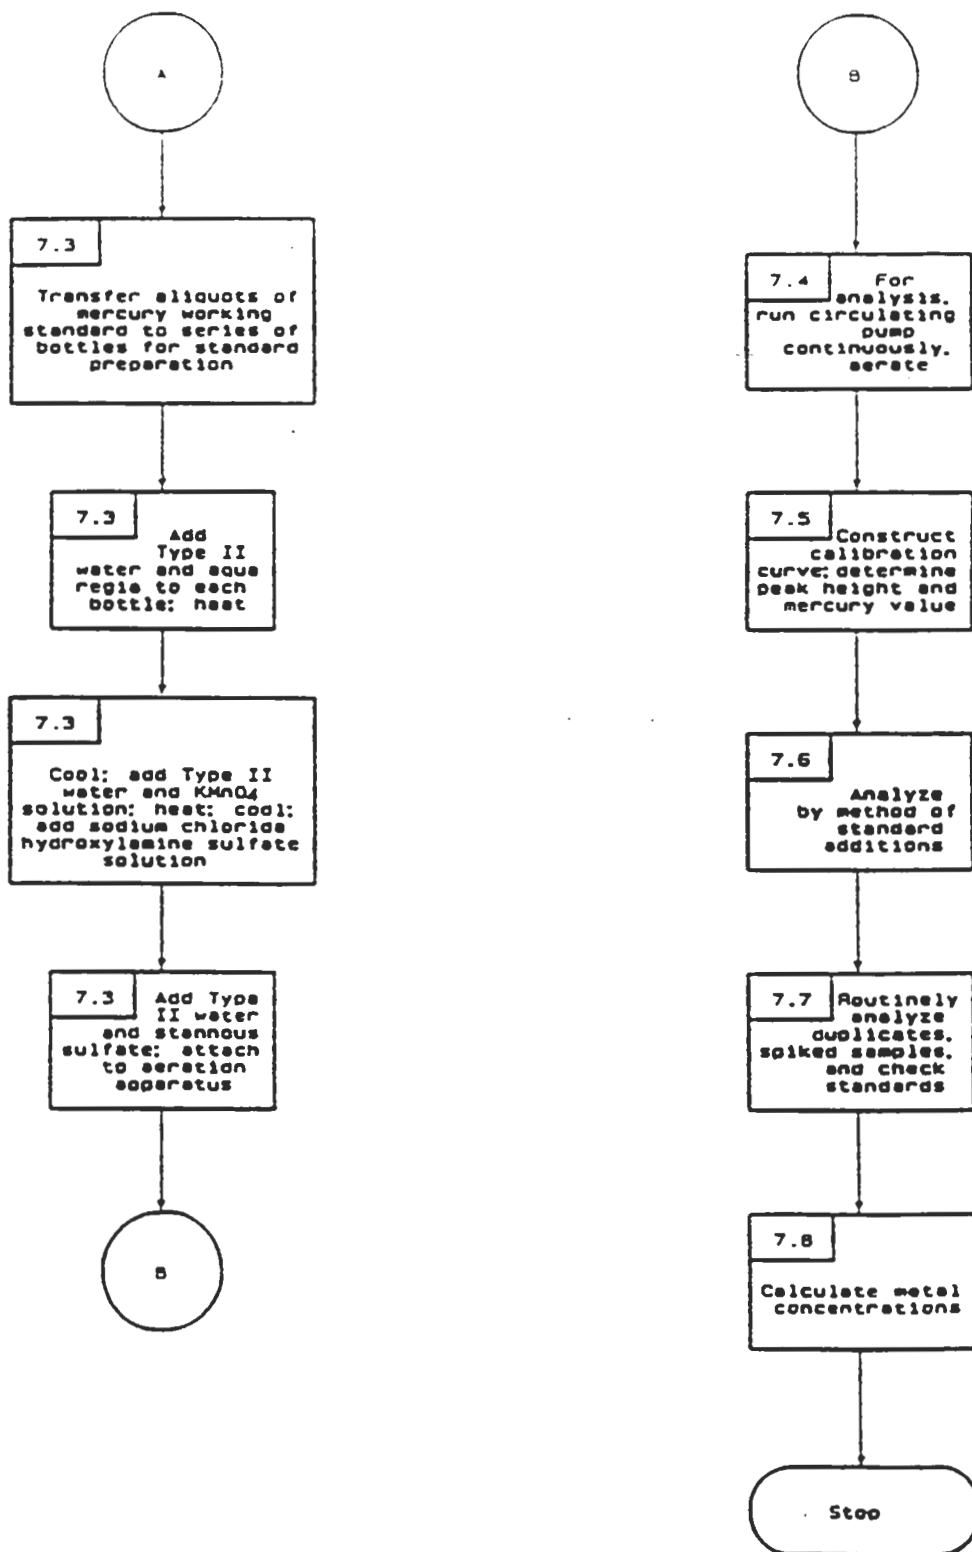 A
7.3
Transfer aliquots of
mercury working
standard to series of
bottles for standard
preparation
7.3
Add
Type II
water and aqua
regia to each
bottle; heat
7.3
Cool; add Type II
water and KMnO4
solution; heat; cool;
add sodium chloride
hydroxylamine sulfate
solution
7.3 Add Type
II water
and stannous
sulfate; attach
to aeration
apparatus
B
B
7.4 For
analysis,
run circulating
pump
continuously,
aerate
7.5
Construct
calibration
curve; determine
peak height and
mercury value
7.6
Analyze
by method of
standard
additions
7.7 Routinely
analyze
duplicates,
spiked samples,
and check
standards
7.8
Calculate metal
concentrations
Stop